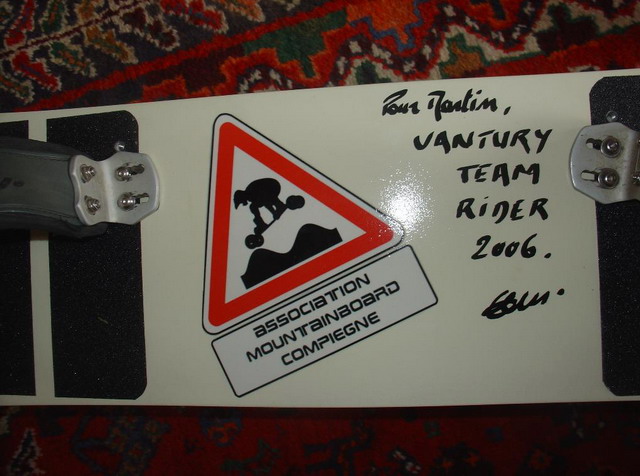 Pour Martin,
VANTURY
TEAM
RiDER
2006.
ASSOCIATION
MOUNTAINBOARD
COMPIEGNE